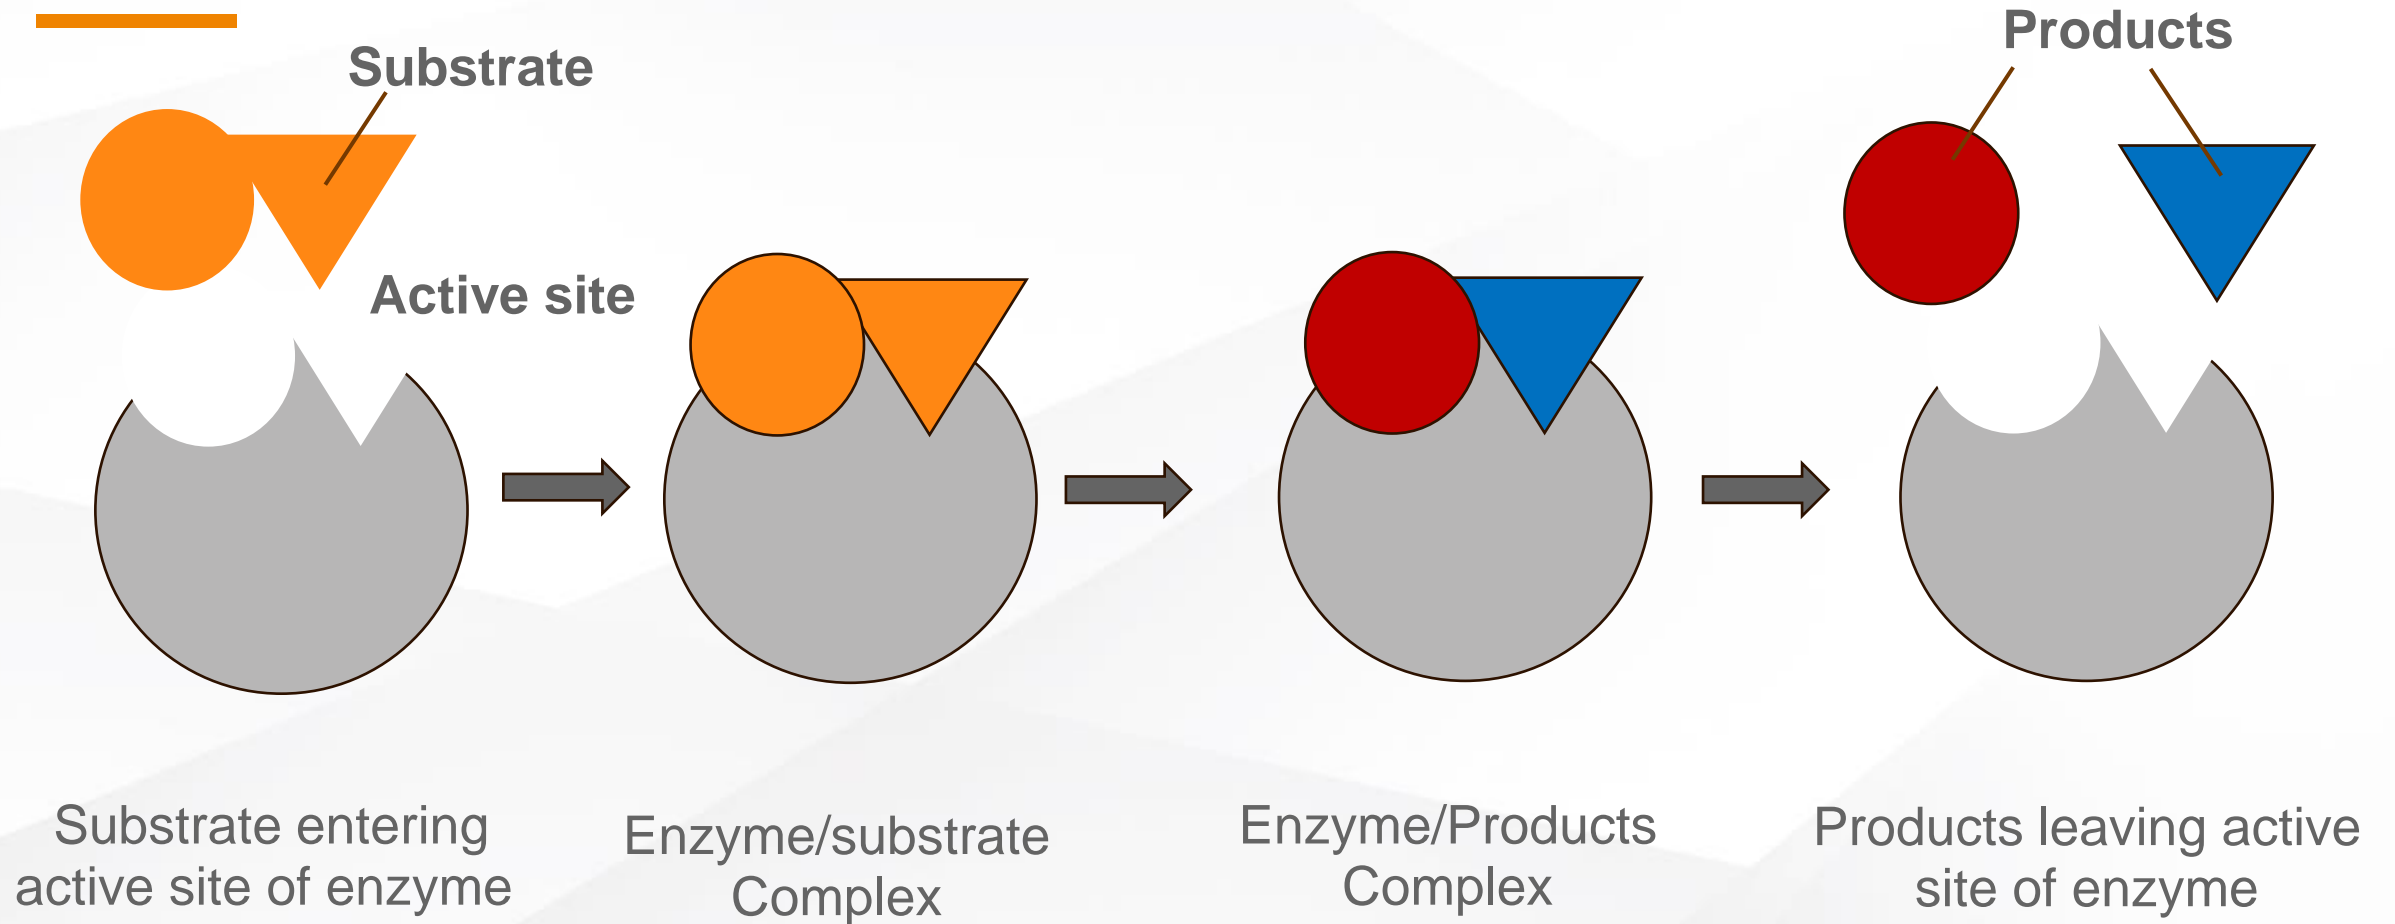 Substrate
Products
Active site
Substrate entering
active site of enzyme
Enzyme/substrate
Complex
Enzyme/Products
Complex
Products leaving active
site of enzyme